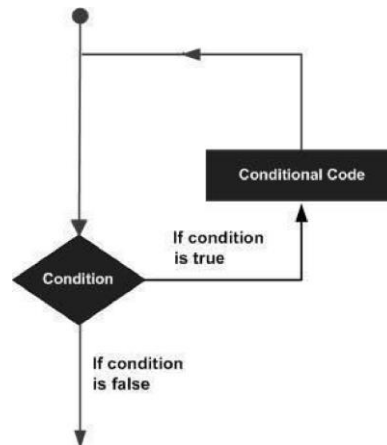 Conditional Code
If condition
is true
Condition
If condition
is false